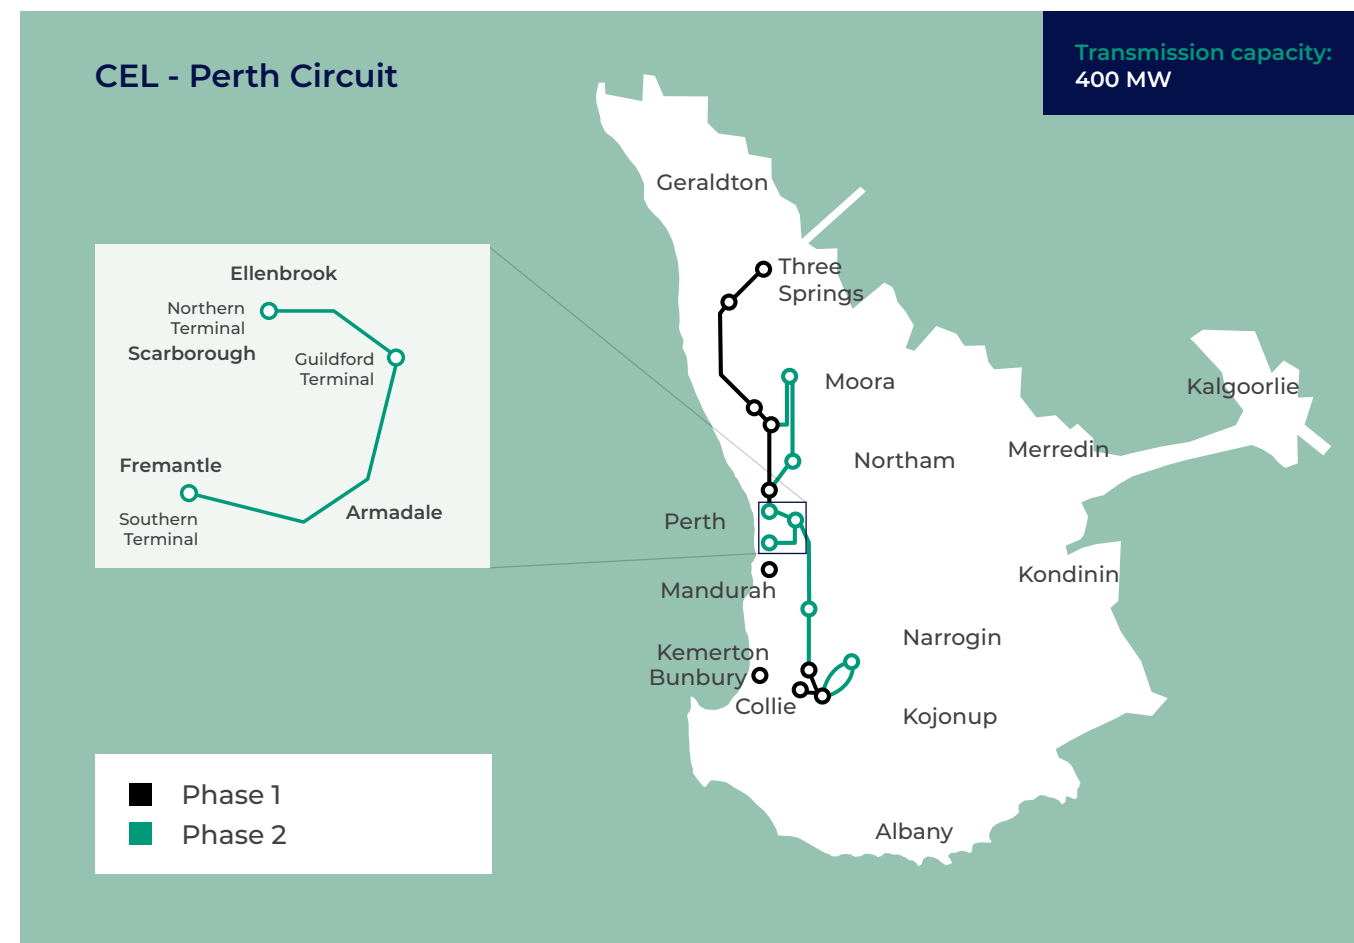 CEL - Perth Circuit
Transmission capacity:
400 MW
Geraldton
Three
Springs
Moora
Kalgoorlie
Northam
Merredin
Perth
Kondinin
Mandurah
Narrogin
Kemerton
Bunbury
Collie
Kojonup
Albany
Ellenbrook
Northern
Terminal
Scarborough
Guildford
Terminal
Fremantle
Southern
Terminal
Armadale
Phase 1
Phase 2